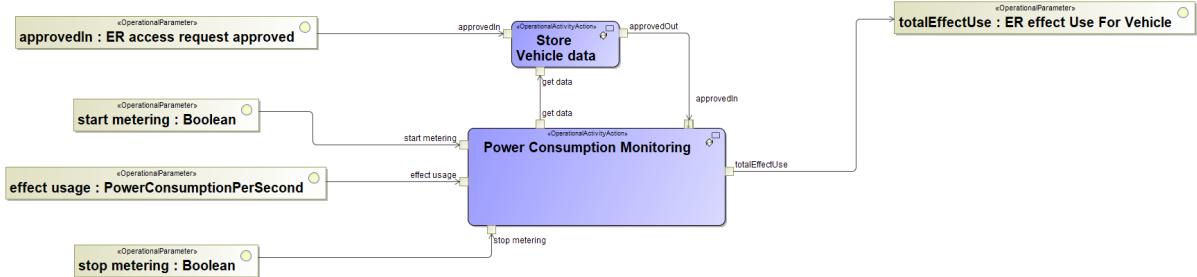 «OperationalParameter»
approvedIn : ER access request approved
approvedIn
«OperationalActivityAction»
Store
Vehicle data
approvedOut
«OperationalParameter»
totalEffectUse : ER effect Use For Vehicle
get data
get data
approvedIn
«OperationalParameter»
start metering : Boolean
start metering
«OperationalActivityAction»
Power Consumption Monitoring
totalEffectUse
«OperationalParameter»
effect usage : PowerConsumptionPerSecond
effect usage
stop metering
«OperationalParameter»
stop metering : Boolean